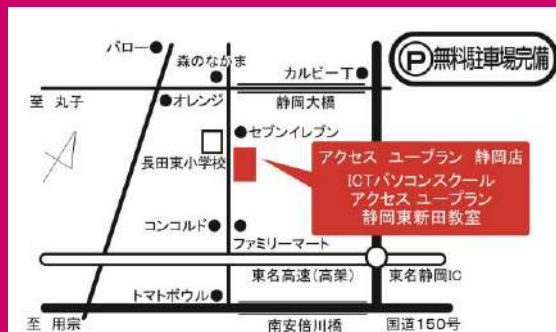 バロー
森のなかま
カルビー工
Ⓟ無料駐車場完備
至 丸子
オレンジ
静岡大橋
セブンイレブン
長田東小学校
アクセス ユープラン 静岡店
ICTパソコンスクール
アクセス ユープラン
静岡東新田教室
コンコルド
ファミリーマート
東名高速(高架)
東名静岡IC
トマトボウル
至 用宗
南安倍川橋
国道150号